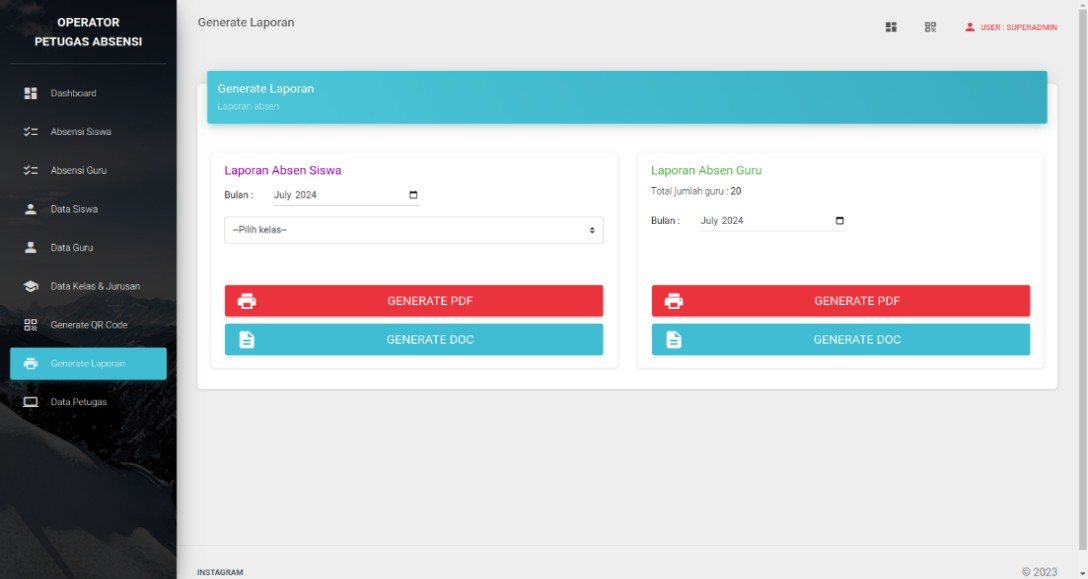 OPERATOR
PETUGAS ABSENSI
Dashboard
Absensi Siswa
Absensi Guru
Data Siswa
Data Guru
Data Kelas & Jurusan
Generate QR Code
Generate Laporan
Data Petugas
Generate Laporan
USER : SUPERADMIN
Generate Laporan
Laporan absen
Laporan Absen Siswa
Bulan : July 2024
--Pilih kelas--
GENERATE PDF
GENERATE DOC
Laporan Absen Guru
Total jumlah guru : 20
Bulan : July 2024
GENERATE PDF
GENERATE DOC
INSTAGRAM
© 2023